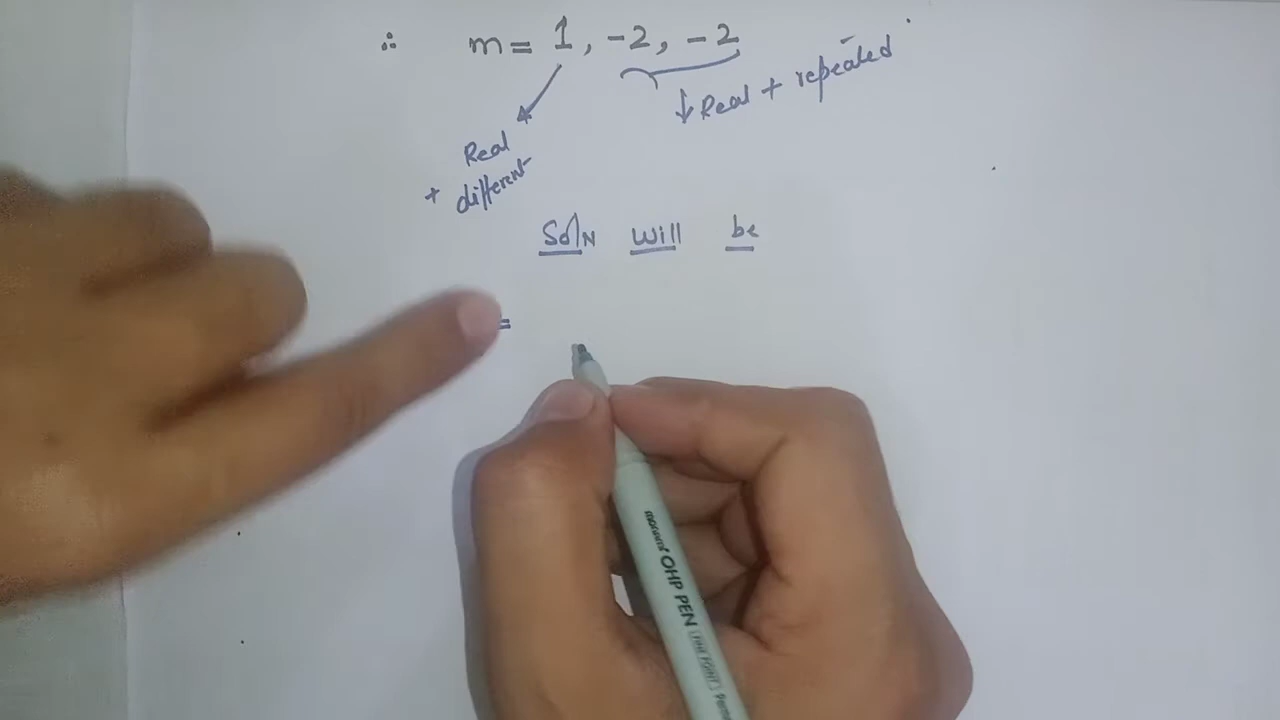 ∴ m = 1, -2, -2
↓ Real + repeated
Real
+ different
Soln will be
=
OHP PEN